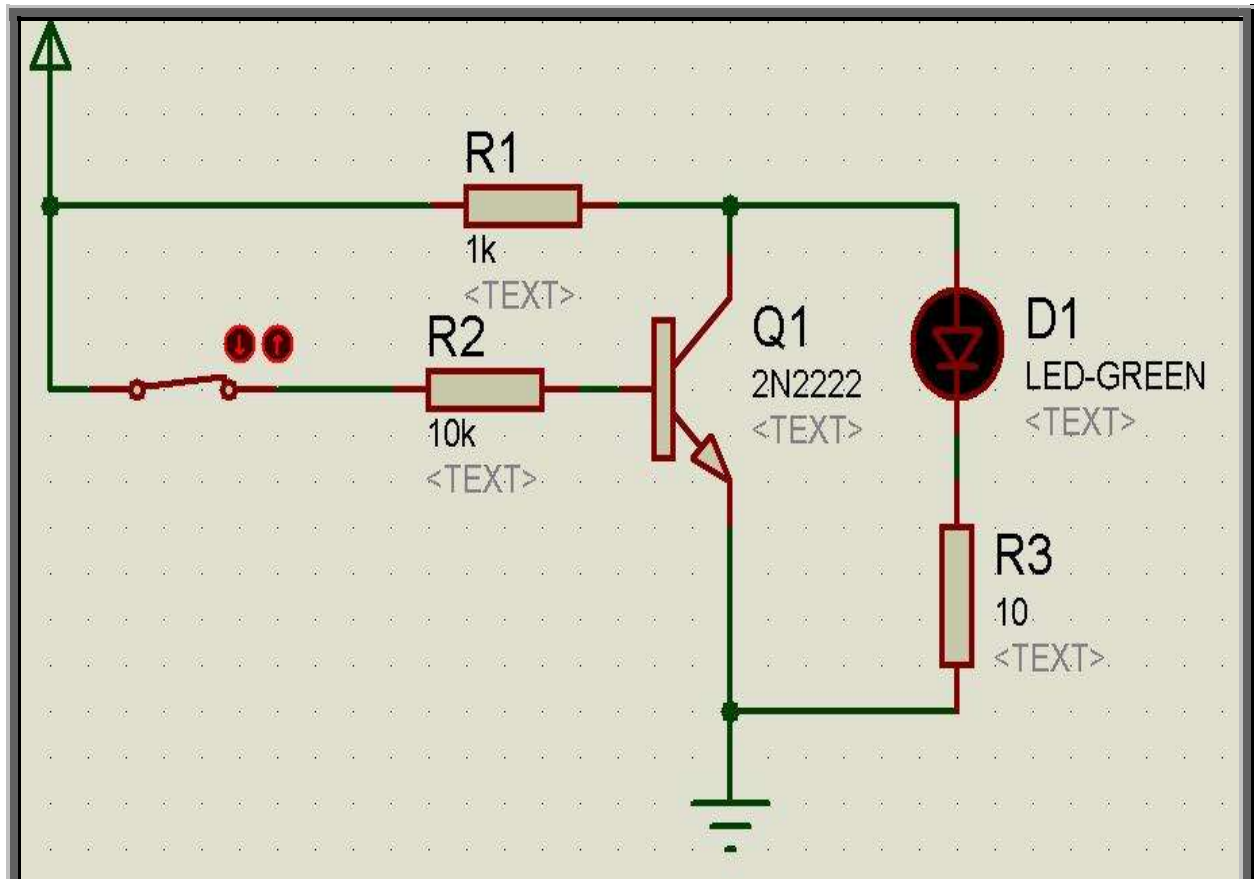 R1
1k
<TEXT>
R2
10k
<TEXT>
Q1
2N2222
<TEXT>
D1
LED-GREEN
<TEXT>
R3
10
<TEXT>